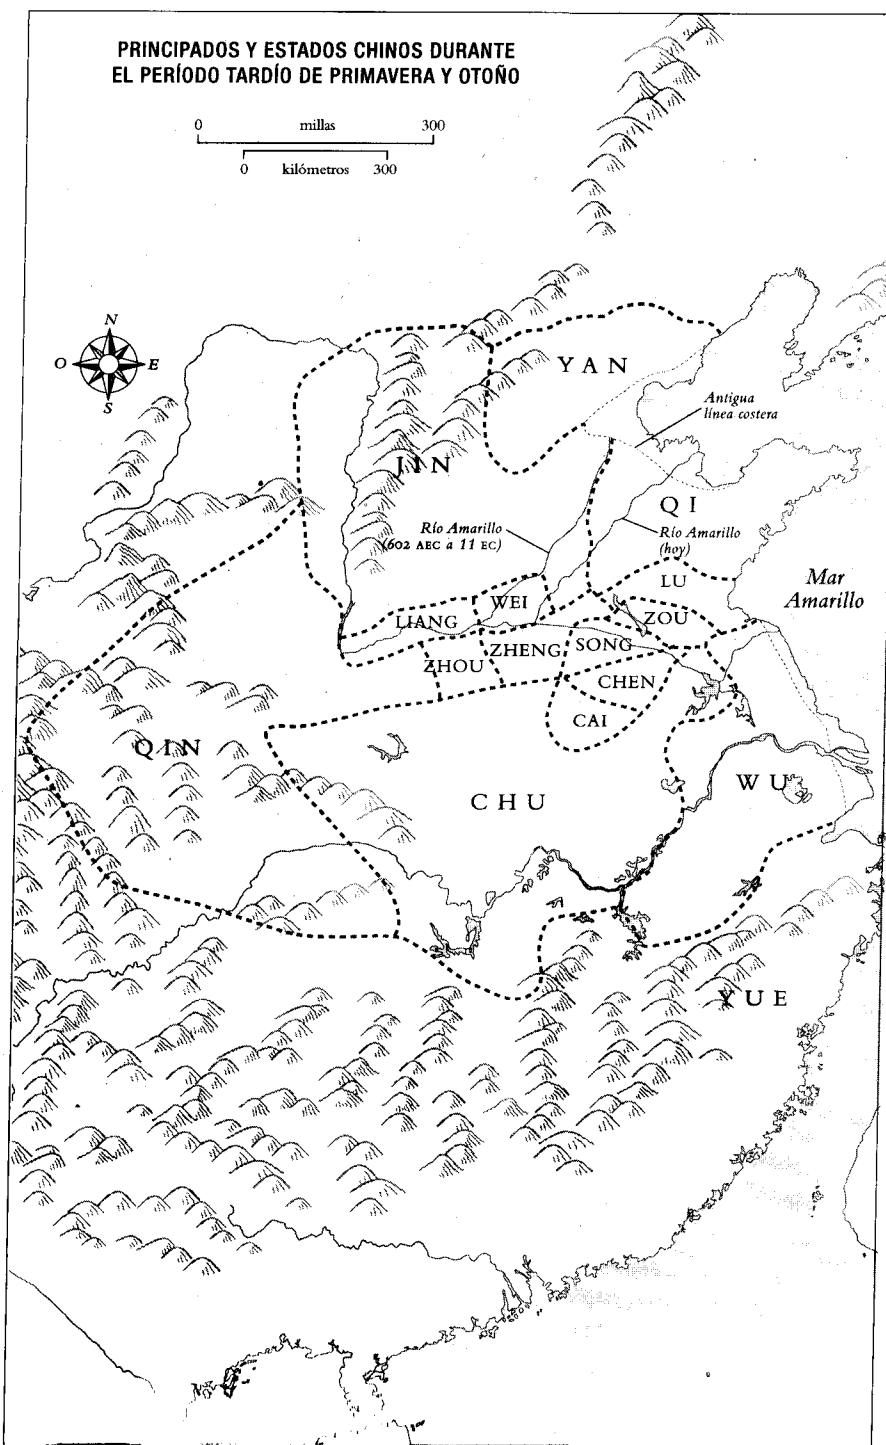 PRINCIPADOS Y ESTADOS CHINOS DURANTE
EL PERÍODO TARDÍO DE PRIMAVERA Y OTOÑO
0 millas 300
0 kilómetros 300
N
O E
S
YAN
Antigua
línea costera
JIN
QI
Río Amarillo
(602 AEC a 11 EC)
Río Amarillo
(hoy)
LU
Mar
Amarillo
WEI
LIANG
ZOU
ZHOU
ZHENG
SONG
CHEN
CAI
QIN
CHU
WU
YUE